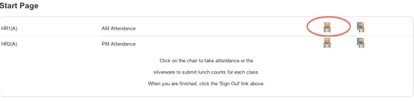 Start Page
HR1(A) AM Attendance
HR2(A) PM Attendance
Click on the chair to take attendance or the
silverware to submit lunch counts for each class.
When you are finished, click the 'Sign Out' link above.